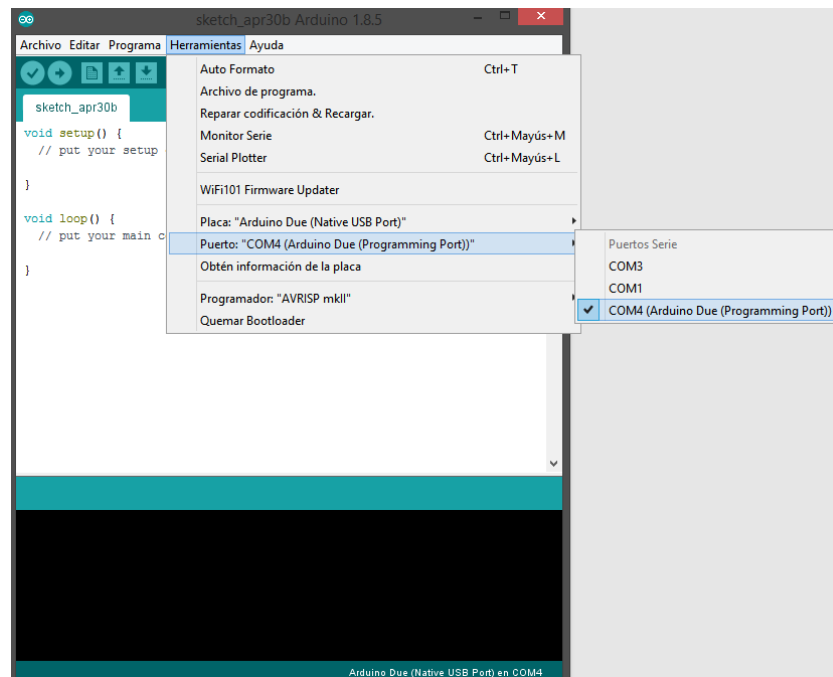 sketch_apr30b Arduino 1.8.5
Archivo Editar Programa Herramientas Ayuda
Auto Formato Ctrl+T
Archivo de programa.
Reparar codificación & Recargar.
Monitor Serie Ctrl+Mayús+M
Serial Plotter Ctrl+Mayús+L
WiFi101 Firmware Updater
Placa: "Arduino Due (Native USB Port)"
Puerto: "COM4 (Arduino Due (Programming Port))"
Obtén información de la placa
Programador: "AVRISP mkII"
Quemar Bootloader
Puertos Serie
COM3
COM1
COM4 (Arduino Due (Programming Port))
sketch_apr30b
void setup() {
// put your setup
}
void loop() {
// put your main c
}
Arduino Due (Native USB Port) en COM4